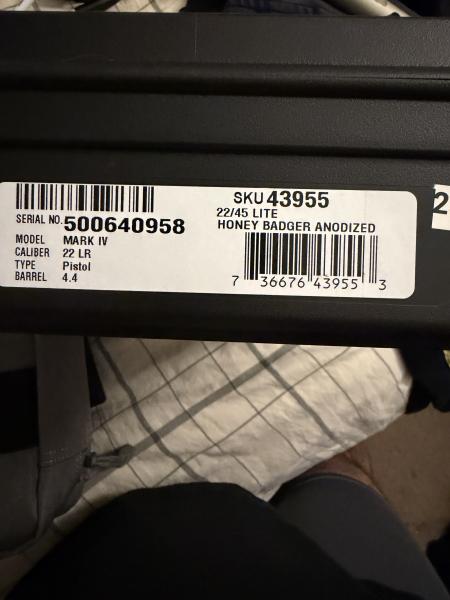 SERIAL NO. 500640958
MODEL MARK IV
CALIBER 22 LR
TYPE Pistol
BARREL 4.4
SKU 43955
22/45 LITE
HONEY BADGER ANODIZED
7 36676 43955 3
2